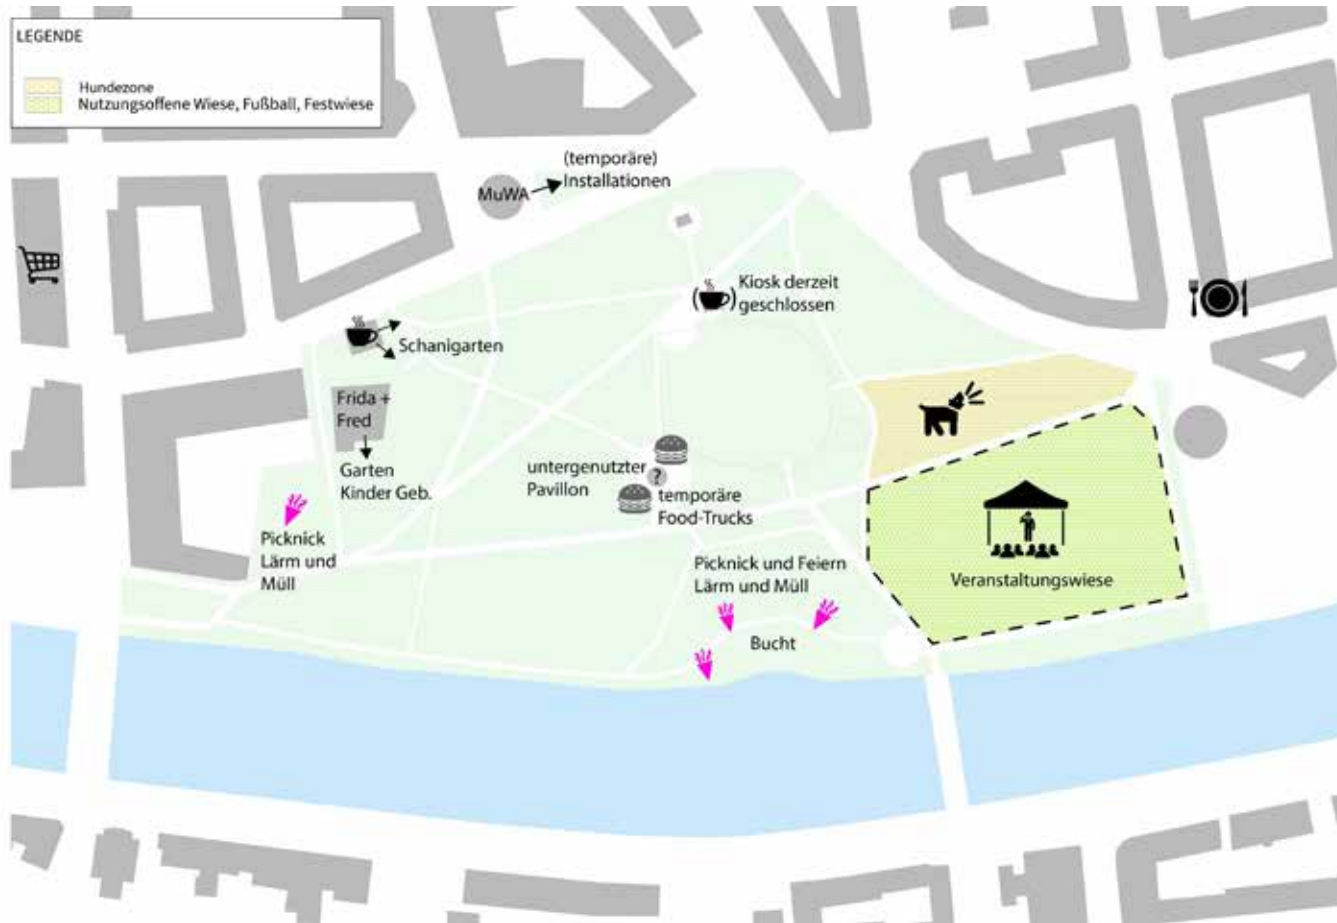 LEGENDE
Hundezone
Nutzungsoffene Wiese, Fußball, Festwiese
(temporäre)
Installationen
MuWA
Kiosk derzeit
geschlossen
Schanigarten
Frida +
Fred
Garten
Kinder Geb.
untergenutzter
Pavillon
?
temporäre
Food-Trucks
Picknick
Lärm und
Müll
Picknick und Feiern
Lärm und Müll
Bucht
Veranstaltungswiese